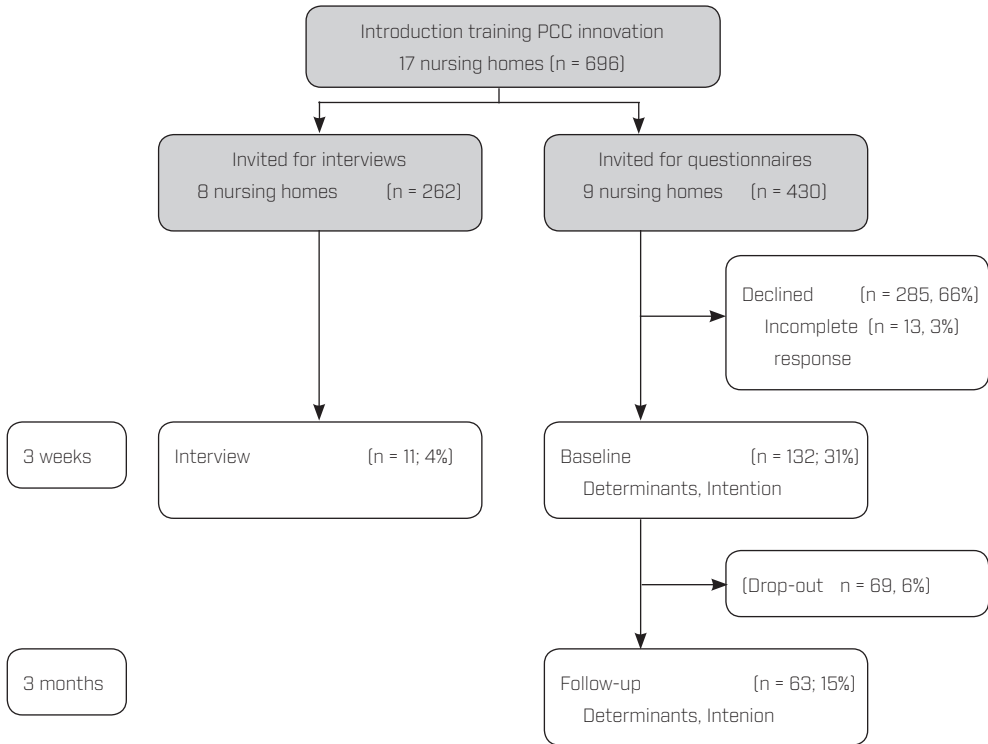 Introduction training PCC innovation
17 nursing homes (n = 696)
Invited for interviews
8 nursing homes (n = 262)
Invited for questionnaires
9 nursing homes (n = 430)
Declined (n = 285, 66%)
Incomplete (n = 13, 3%)
response
3 weeks
Interview (n = 11; 4%)
Baseline (n = 132; 31%)
Determinants, Intention
(Drop-out n = 69, 6%)
3 months
Follow-up (n = 63; 15%)
Determinants, Intenion